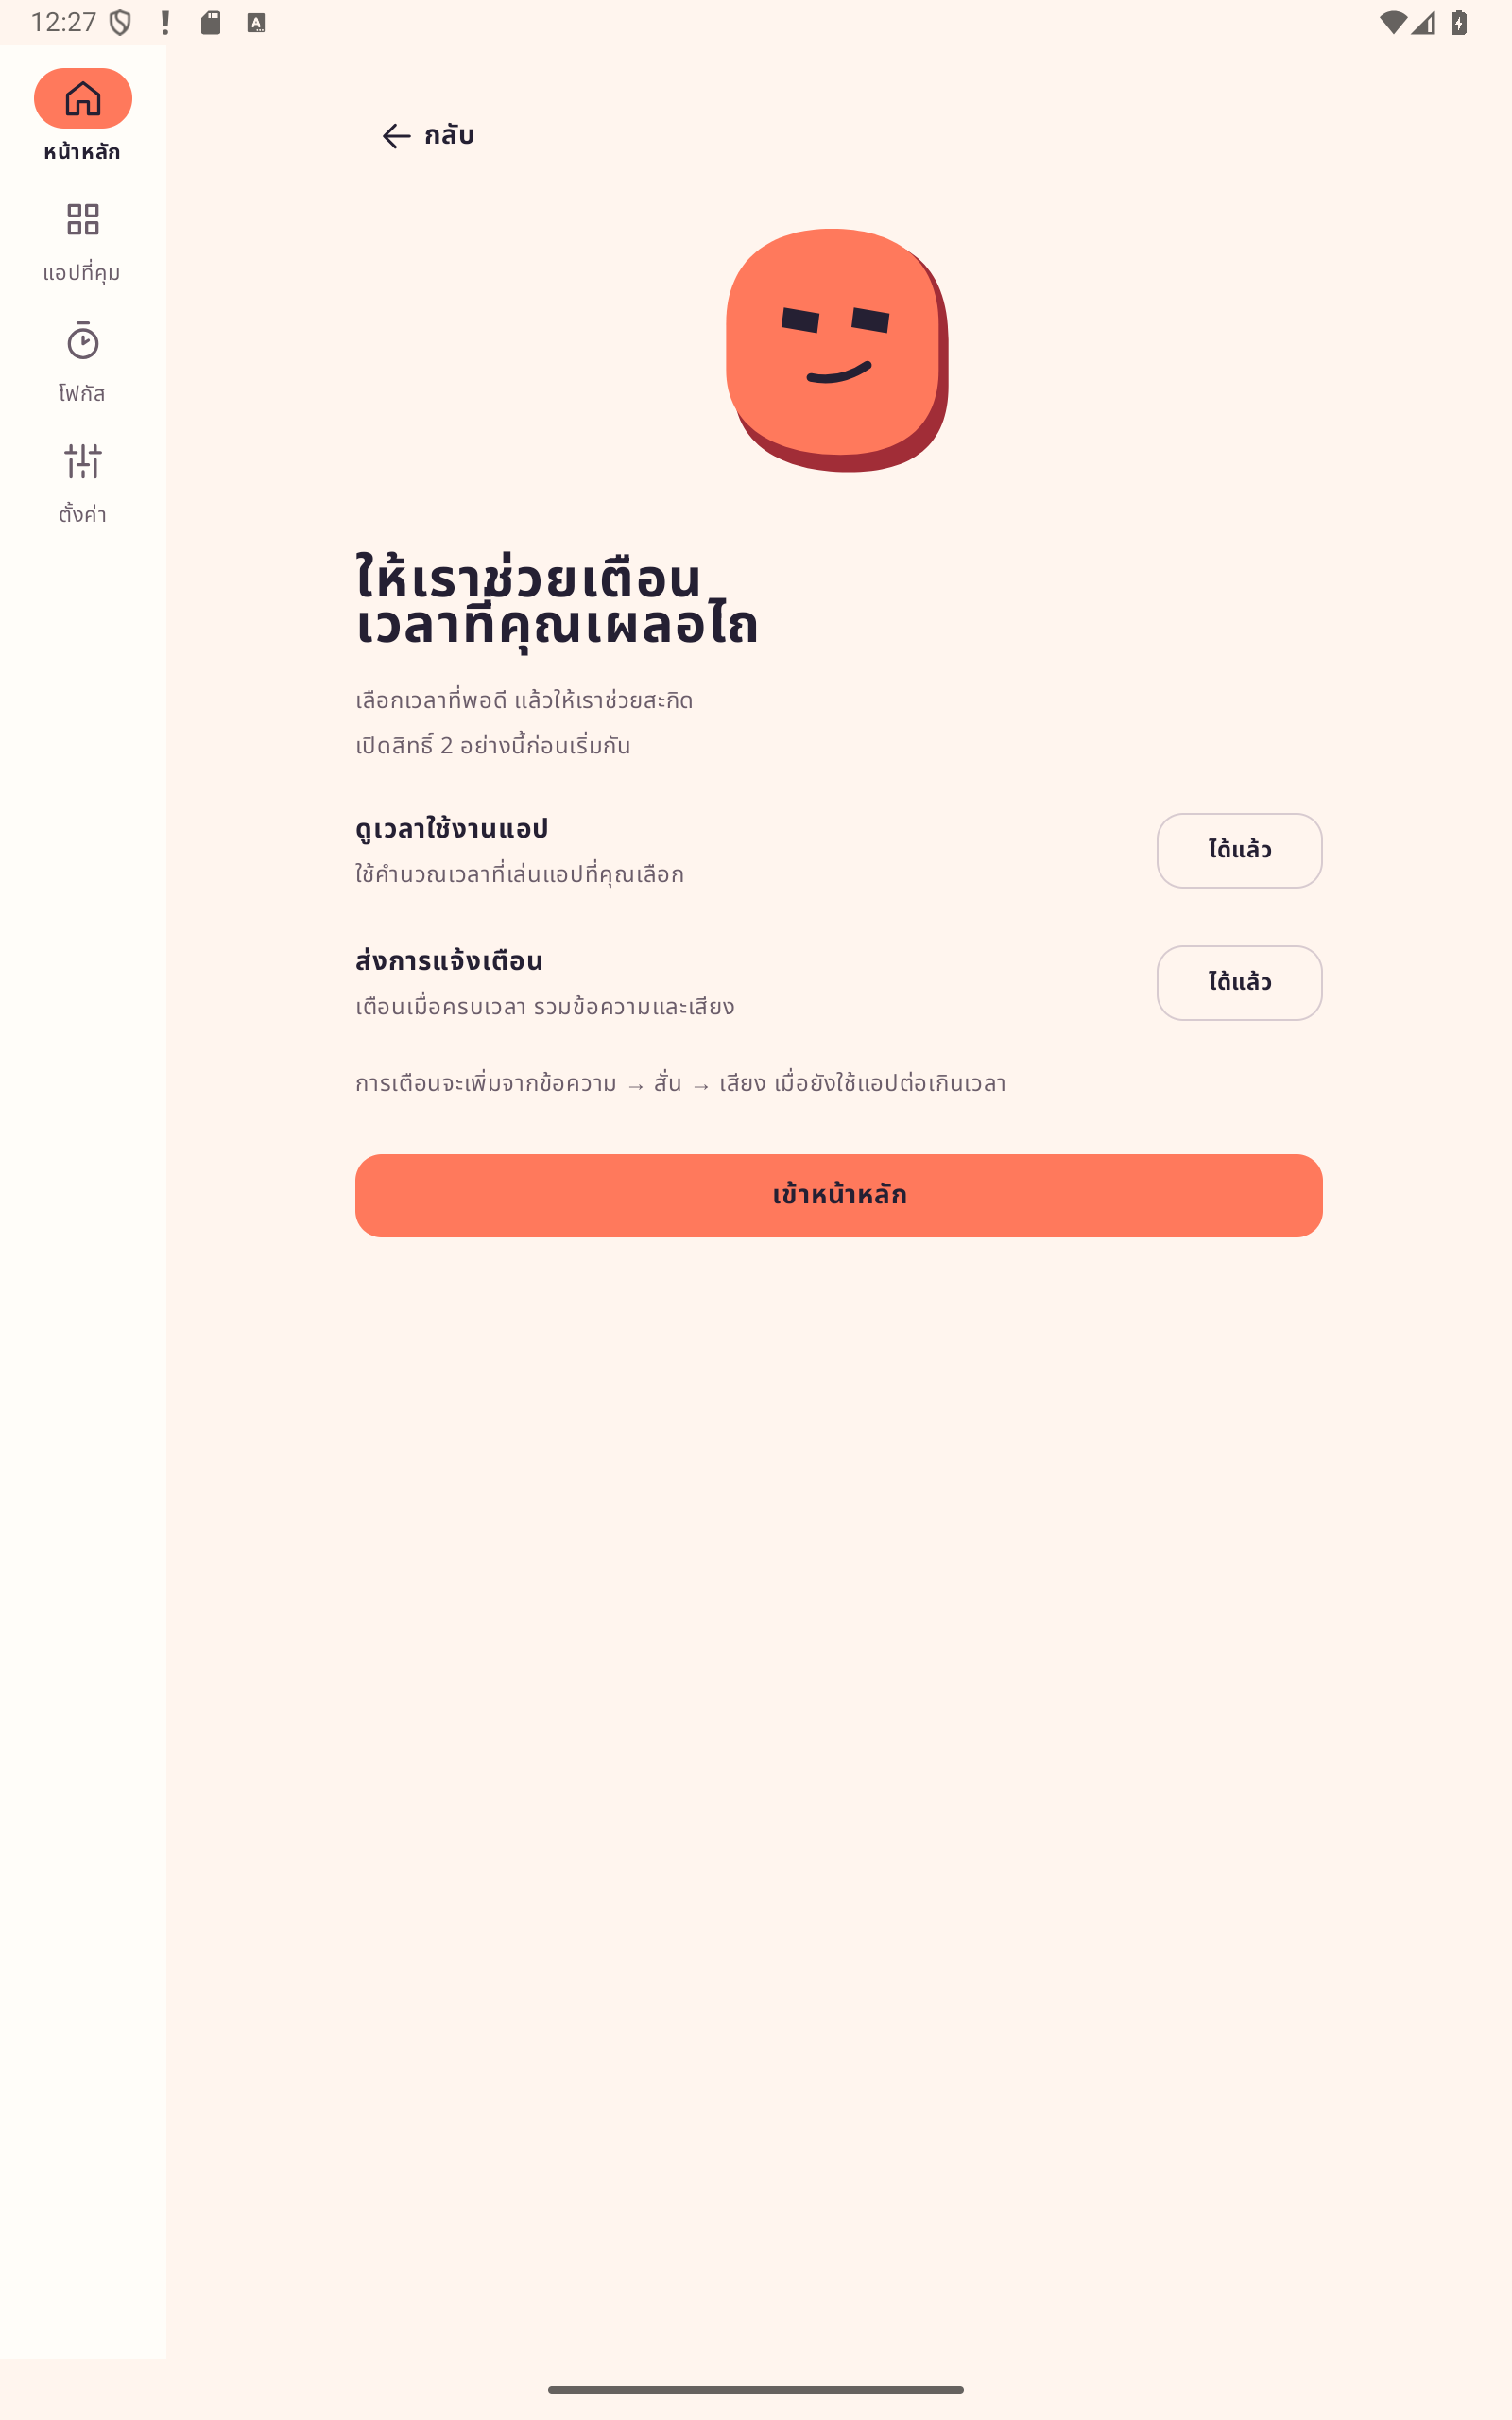 12:27
หน้าหลัก
แอปที่คุม
โฟกัส
ตั้งค่า
กลับ
ให้เราช่วยเตือน
เวลาที่คุณเผลอไถ
เลือกเวลาที่พอดี แล้วให้เราช่วยสะกิด
เปิดสิทธิ์ 2 อย่างนี้ก่อนเริ่มกัน
ดูเวลาใช้งานแอป
ใช้คำนวณเวลาที่เล่นแอปที่คุณเลือก
ได้แล้ว
ส่งการแจ้งเตือน
เตือนเมื่อครบเวลา รวมข้อความและเสียง
ได้แล้ว
การเตือนจะเพิ่มจากข้อความ → สั่น → เสียง เมื่อยังใช้แอปต่อเกินเวลา
เข้าหน้าหลัก